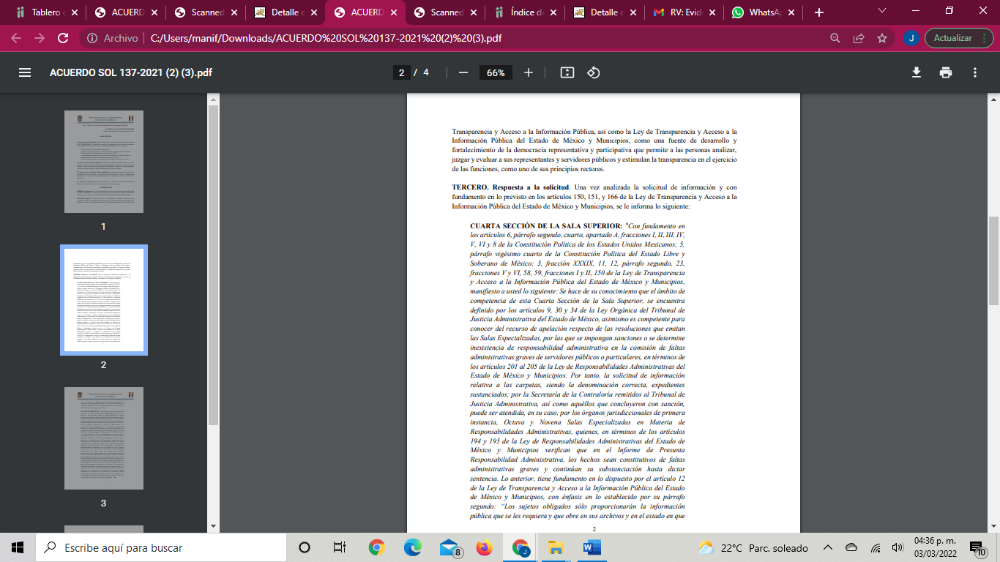 Tablero c
ACUERD
Scanned
Detalle c
ACUERD
Scanned
Índice d
Detalle c
RV: Evid
WhatsAp
Archivo
C:/Users/manif/Downloads/ACUERDO%20SOL%20137-2021%20(2)%20(3).pdf
J
Actualizar
ACUERDO SOL 137-2021 (2) (3).pdf
2 / 4
66%
1
2
3
Transparencia y Acceso a la Información Pública, así como la Ley de Transparencia y Acceso a la
Información Pública del Estado de México y Municipios, como una fuente de desarrollo y
fortalecimiento de la democracia representativa y participativa que permite a las personas analizar,
juzgar y evaluar a sus representantes y servidores públicos y estimulan la transparencia en el ejercicio
de las funciones, como uno de sus principios rectores.
TERCERO. Respuesta a la solicitud. Una vez analizada la solicitud de información y con
fundamento en lo previsto en los artículos 150, 151, y 166 de la Ley de Transparencia y Acceso a la
Información Pública del Estado de México y Municipios, se le informa lo siguiente:
CUARTA SECCIÓN DE LA SALA SUPERIOR: “Con fundamento en
los artículos 6, párrafo segundo, cuarto, apartado A, fracciones I, II, III, IV,
V, VI y 8 de la Constitución Política de los Estados Unidos Mexicanos; 5,
párrafo vigésimo cuarto de la Constitución Política del Estado Libre y
Soberano de México; 3, fracción XXXIX, 11, 12, párrafo segundo, 23,
fracciones V y VI, 58, 59, fracciones I y II, 150 de la Ley de Transparencia
y Acceso a la Información Pública del Estado de México y Municipios,
manifiesto a usted lo siguiente: Se hace de su conocimiento que el ámbito de
competencia de esta Cuarta Sección de la Sala Superior, se encuentra
definido por los artículos 9, 30 y 34 de la Ley Orgánica del Tribunal de
Justicia Administrativa del Estado de México, asimismo es competente para
conocer del recurso de apelación respecto de las resoluciones que emitan
las Salas Especializadas, por las que se impongan sanciones o se determine
inexistencia de responsabilidad administrativa en la comisión de faltas
administrativas graves de servidores públicos o particulares, en términos de
los artículos 201 al 205 de la Ley de Responsabilidades Administrativas del
Estado de México y Municipios. Por tanto, la solicitud de información
relativa a las carpetas, siendo la denominación correcta, expedientes
sustanciados; por la Secretaría de la Contraloría remitidos al Tribunal de
Justicia Administrativa, así como aquéllos que concluyeron con sanción,
puede ser atendida, en su caso, por los órganos jurisdiccionales de primera
instancia, Octava y Novena Salas Especializadas en Materia de
Responsabilidades Administrativas, quienes, en términos de los artículos
194 y 195 de la Ley de Responsabilidades Administrativas del Estado de
México y Municipios verifican que en el Informe de Presunta
Responsabilidad Administrativa, los hechos sean constitutivos de faltas
administrativas graves y continúan su substanciación hasta dictar
sentencia. Lo anterior, tiene fundamento en lo dispuesto por el artículo 12
de la Ley de Transparencia y Acceso a la Información Pública del Estado
de México y Municipios, con énfasis en lo establecido por su párrafo
segundo: “Los sujetos obligados sólo proporcionarán la información
pública que se les requiera y que obre en sus archivos y en el estado en que
2
Escribe aquí para buscar
8
J
22°C Parc. soleado
04:36 p. m.
03/03/2022
10